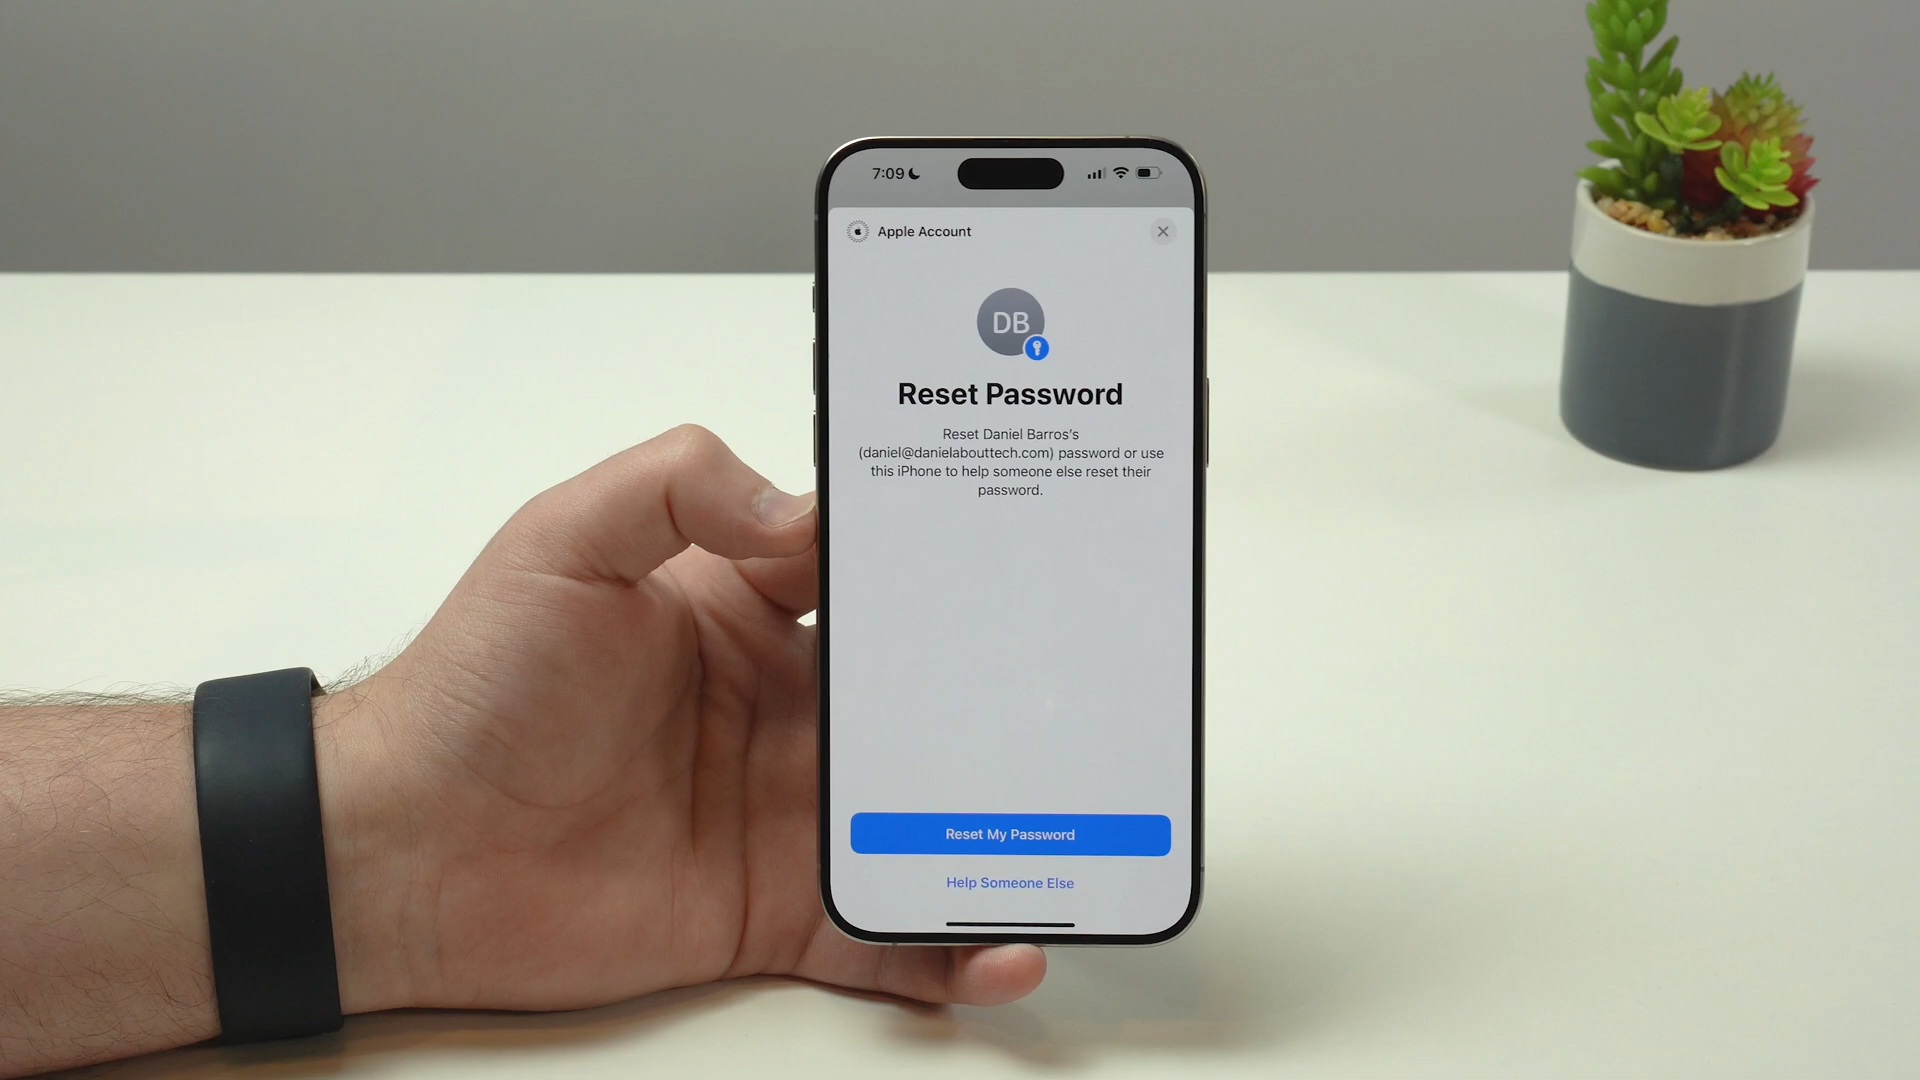 7:09
Apple Account
DB
Reset Password
Reset Daniel Barros's
(daniel@danielabouttech.com) password or use
this iPhone to help someone else reset their
password.
Reset My Password
Help Someone Else